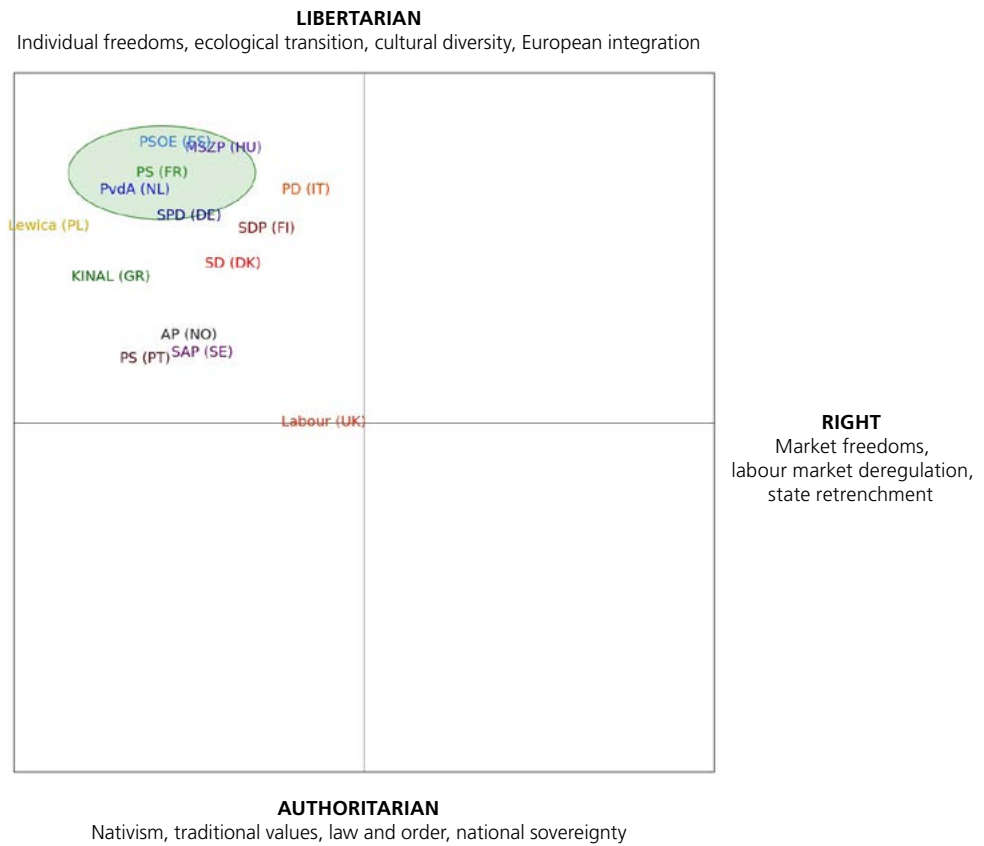 LIBERTARIAN
Individual freedoms, ecological transition, cultural diversity, European integration
PSOE (ES)
MSZP (HU)
PS (FR)
PvdA (NL)
PD (IT)
SPD (DE)
Lewica (PL)
SDP (FI)
SD (DK)
KINAL (GR)
AP (NO)
SAP (SE)
PS (PT)
Labour (UK)
RIGHT
Market freedoms,
labour market deregulation,
state retrenchment
AUTHORITARIAN
Nativism, traditional values, law and order, national sovereignty